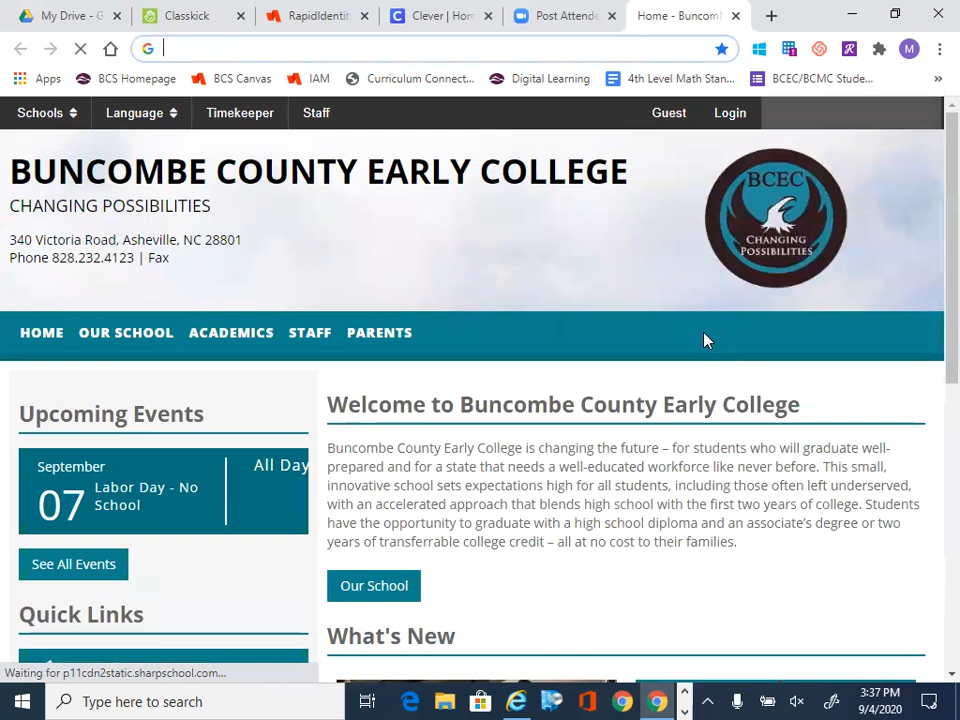 My Drive - G
Classkick
RapidIdentity
Clever | Hom
Post Attende
Home - Buncomb
G
M
Apps
BCS Homepage
BCS Canvas
IAM
Curriculum Connect...
Digital Learning
4th Level Math Stan...
BCEC/BCMC Stude...
»
Schools
Language
Timekeeper
Staff
Guest
Login
BUNCOMBE COUNTY EARLY COLLEGE
CHANGING POSSIBILITIES
340 Victoria Road, Asheville, NC 28801
Phone 828.232.4123 | Fax
BCEC
CHANGING
POSSIBILITIES
HOME OUR SCHOOL ACADEMICS STAFF PARENTS
Upcoming Events
September
07
Labor Day - No
School
All Day
See All Events
Quick Links
Welcome to Buncombe County Early College
Buncombe County Early College is changing the future – for students who will graduate well-
prepared and for a state that needs a well-educated workforce like never before. This small,
innovative school sets expectations high for all students, including those often left underserved,
with an accelerated approach that blends high school with the first two years of college. Students
have the opportunity to graduate with a high school diploma and an associate's degree or two
years of transferrable college credit – all at no cost to their families.
Our School
What's New
Waiting for p11cdn2static.sharpschool.com...
Type here to search
3:37 PM
9/4/2020